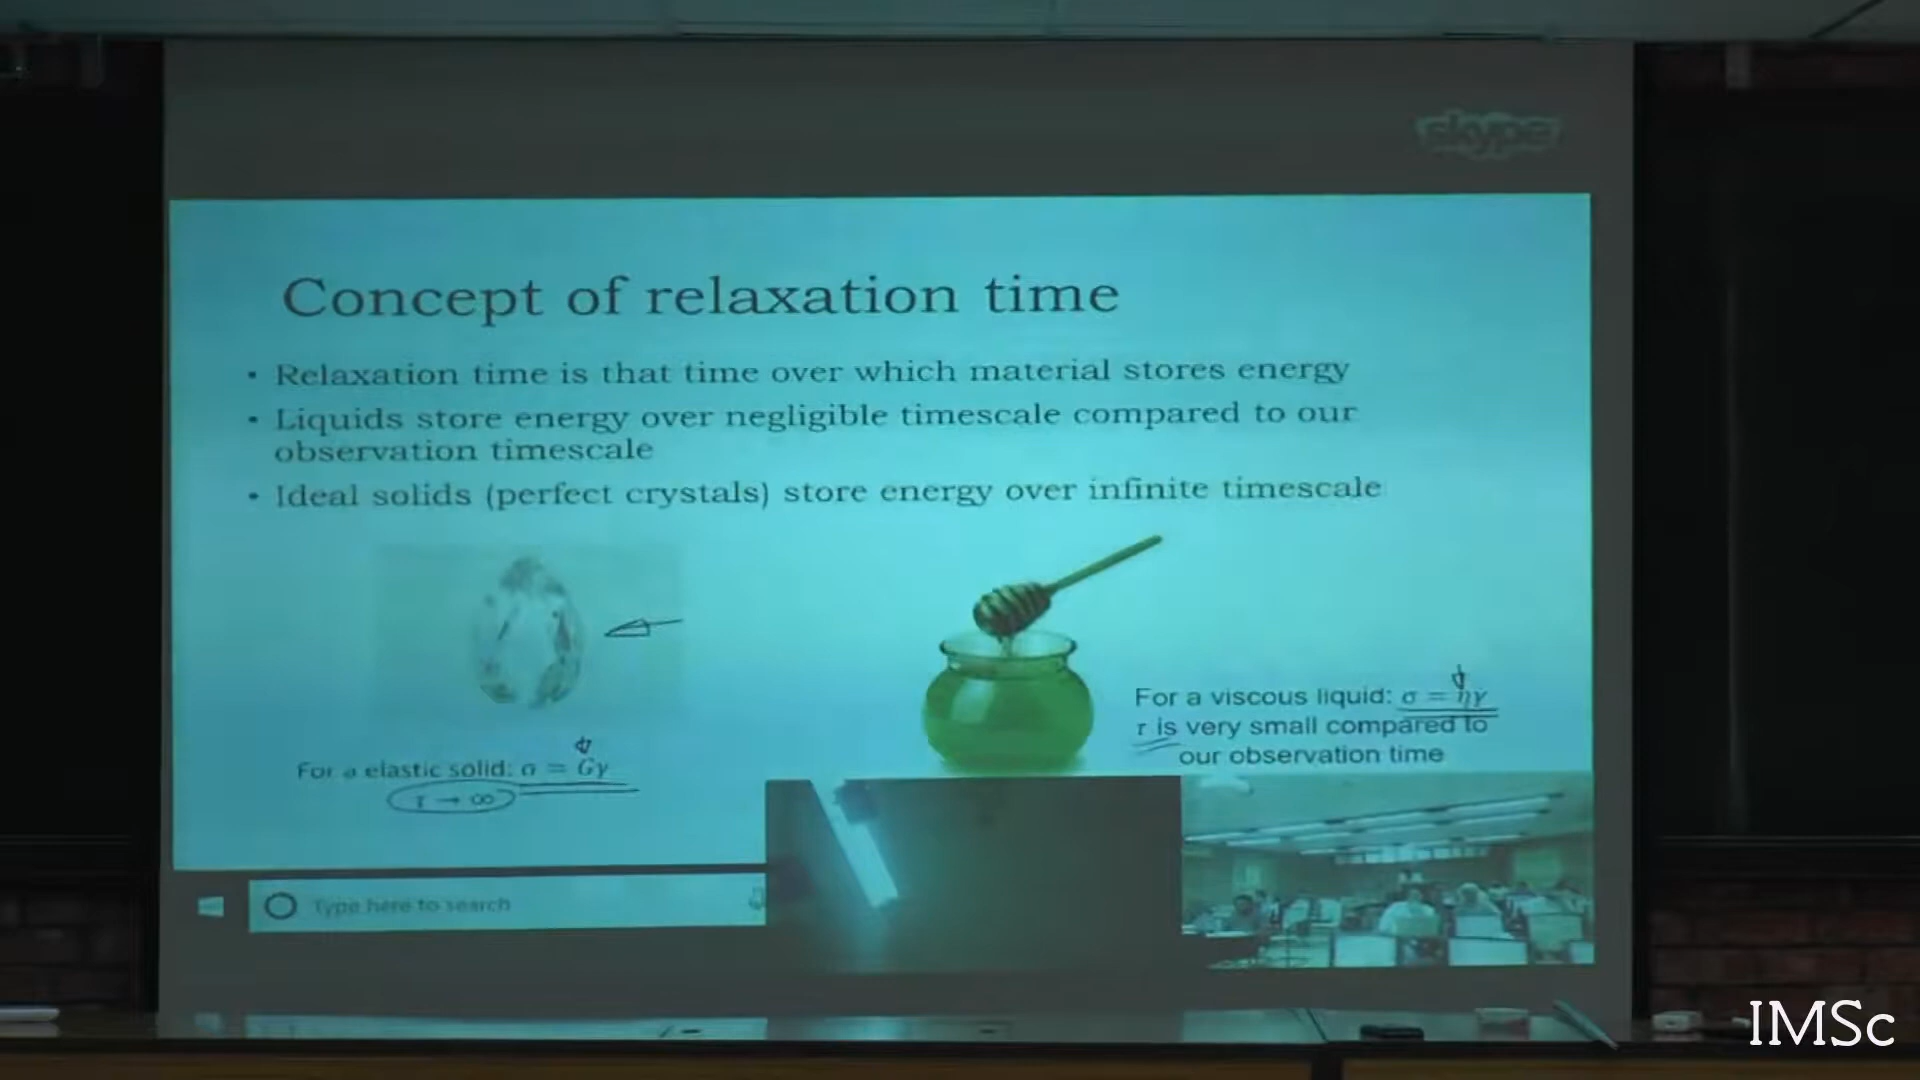 skype
Concept of relaxation time
• Relaxation time is that time over which material stores energy
• Liquids store energy over negligible timescale compared to our
observation timescale
• Ideal solids (perfect crystals) store energy over infinite timescale
For a viscous liquid: σ = ηγ
τ is very small compared to
our observation time
For a elastic solid: σ = Gγ
τ → ∞
Type here to search
IMSc